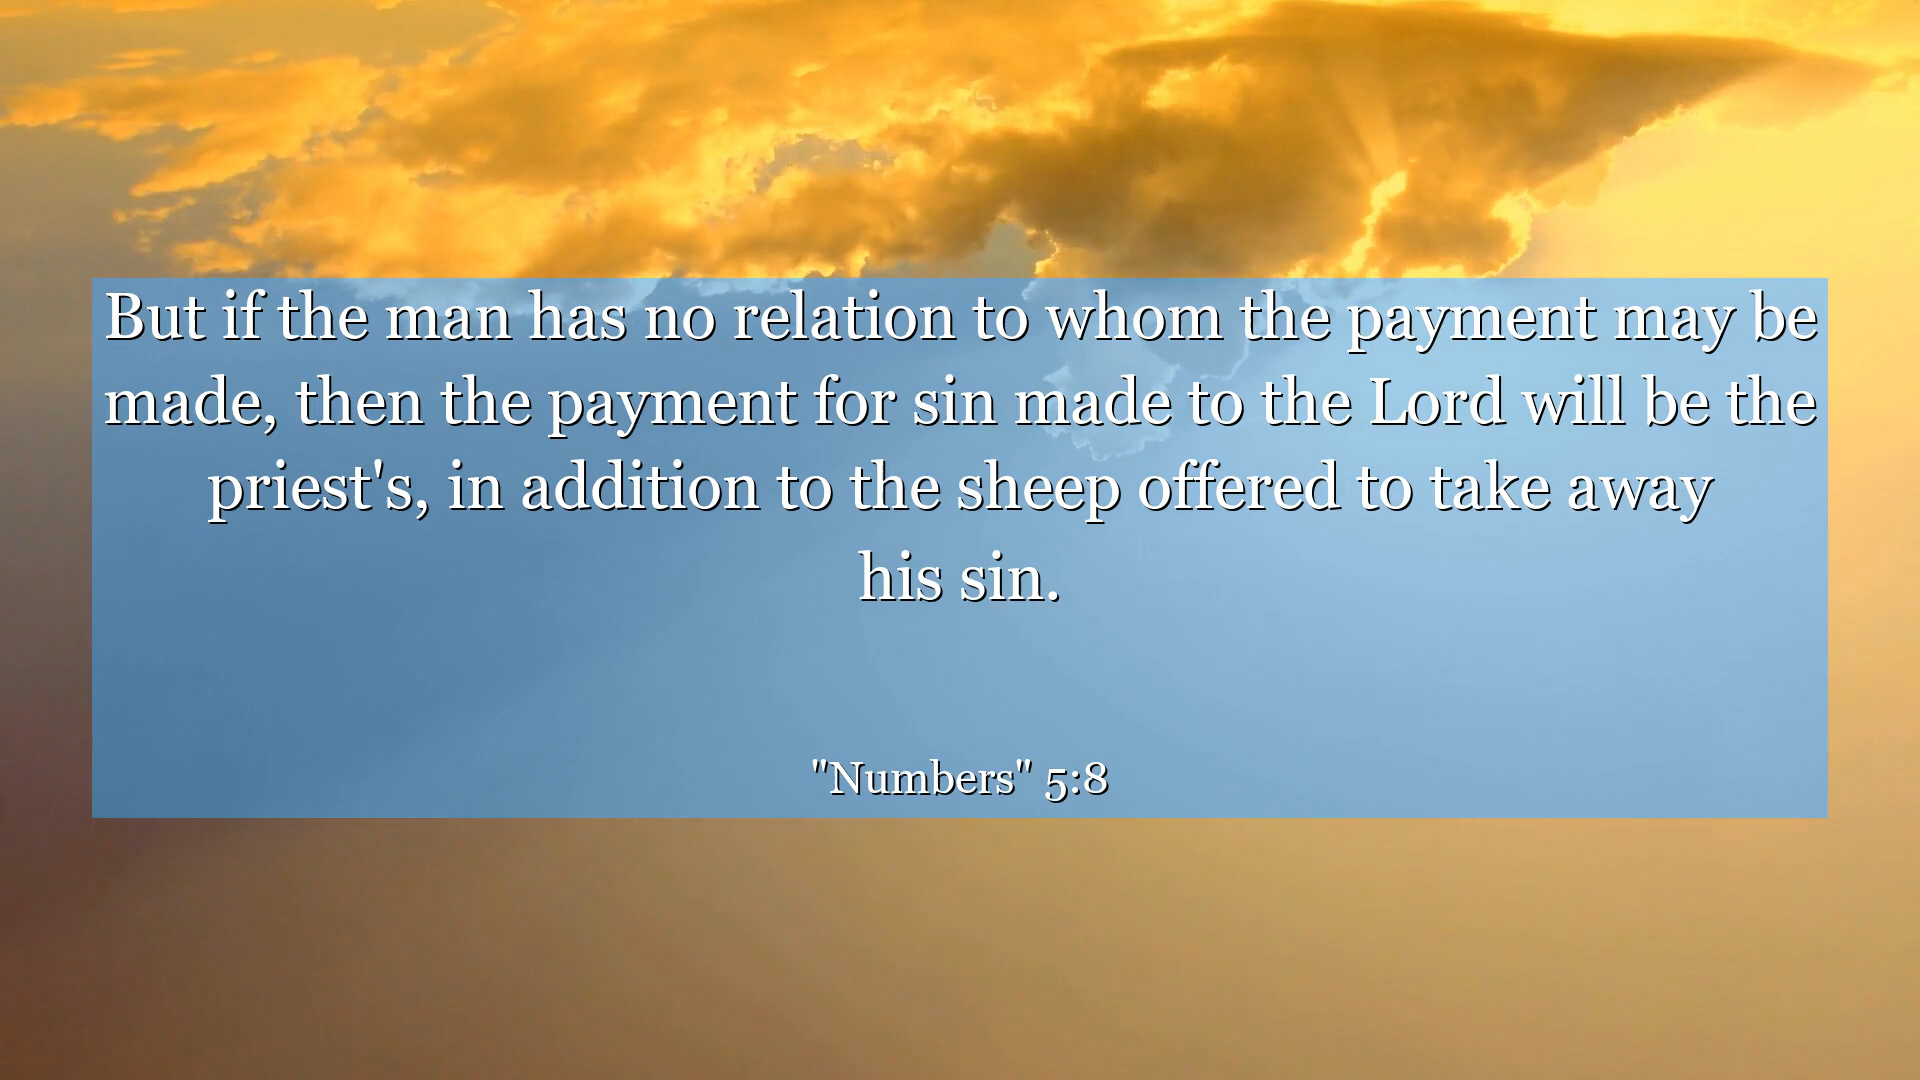 But if the man has no relation to whom the payment may be
made, then the payment for sin made to the Lord will be the
priest's, in addition to the sheep offered to take away
his sin.
"Numbers" 5:8